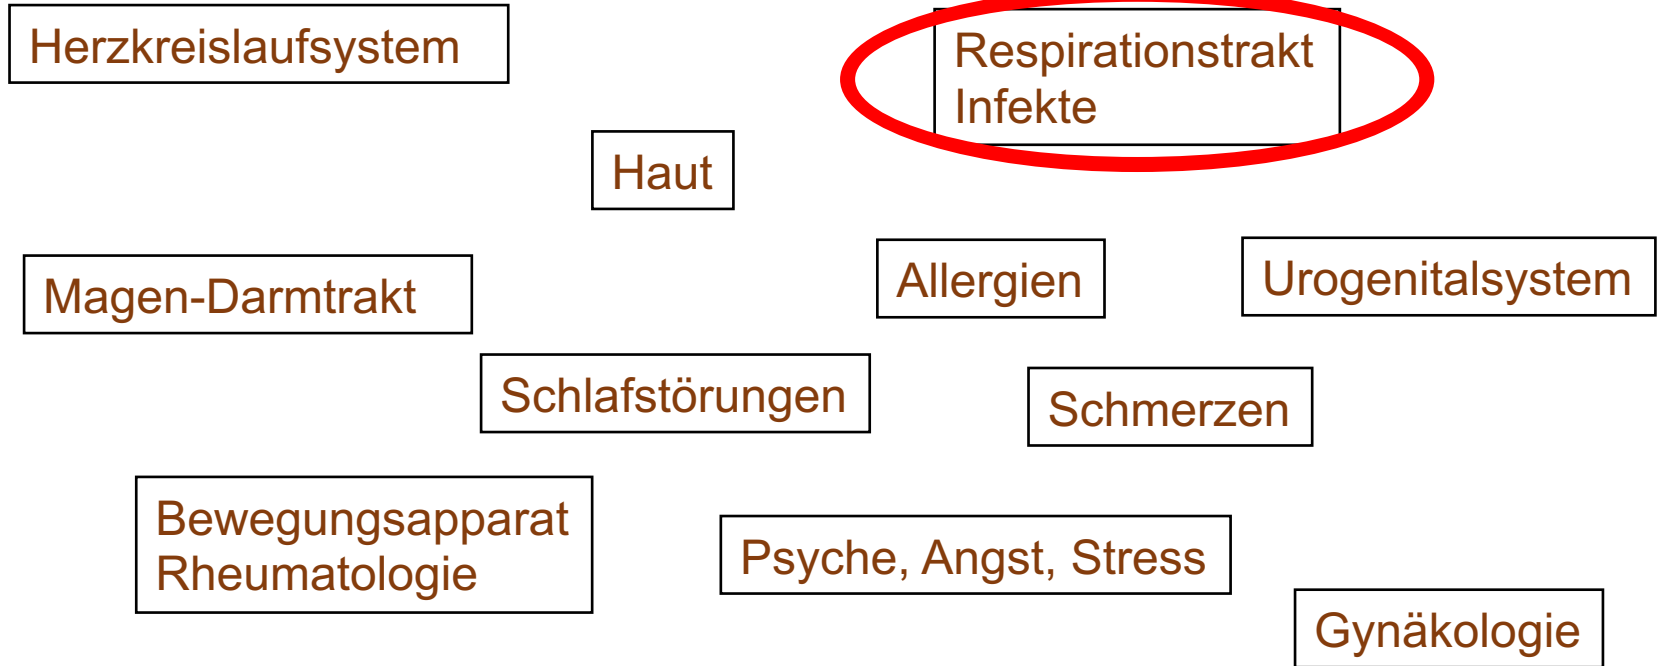 Herzkreislaufsystem
Respirationstrakt
Infekte
Haut
Allergien
Urogenitalsystem
Magen-Darmtrakt
Schlafstörungen
Schmerzen
Bewegungsapparat
Rheumatologie
Psyche, Angst, Stress
Gynäkologie